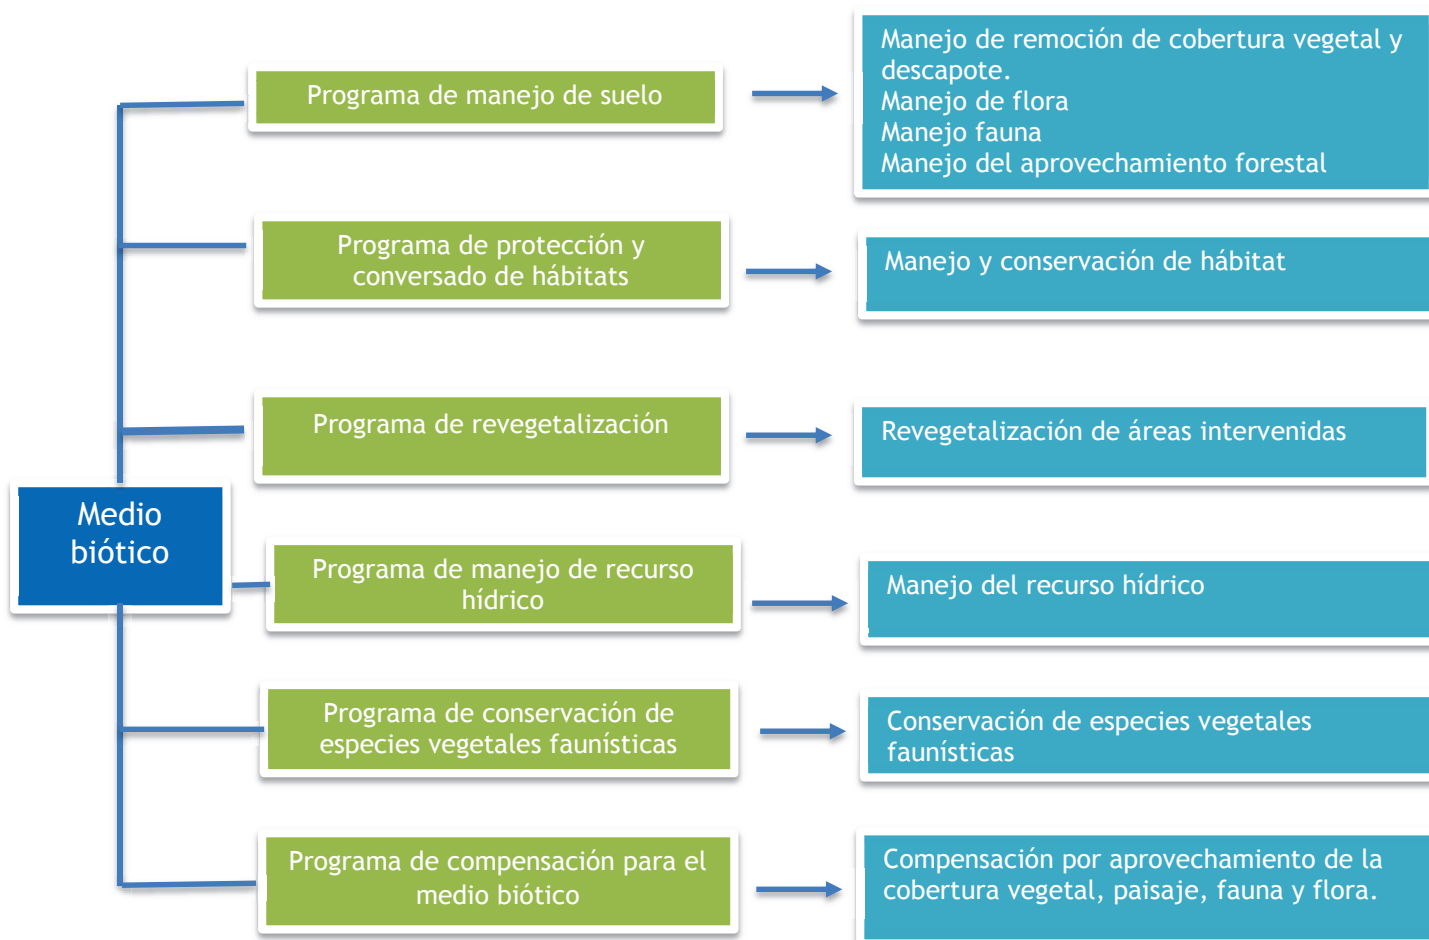 Programa de manejo de suelo
Manejo de remoción de cobertura vegetal y
descapote.
Manejo de flora
Manejo fauna
Manejo del aprovechamiento forestal
Programa de protección y
conversado de hábitats
Manejo y conservación de hábitat
Programa de revegetalización
Revegetalización de áreas intervenidas
Medio
biótico
Programa de manejo de recurso
hídrico
Manejo del recurso hídrico
Programa de conservación de
especies vegetales faunísticas
Conservación de especies vegetales
faunísticas
Programa de compensación para el
medio biótico
Compensación por aprovechamiento de la
cobertura vegetal, paisaje, fauna y flora.